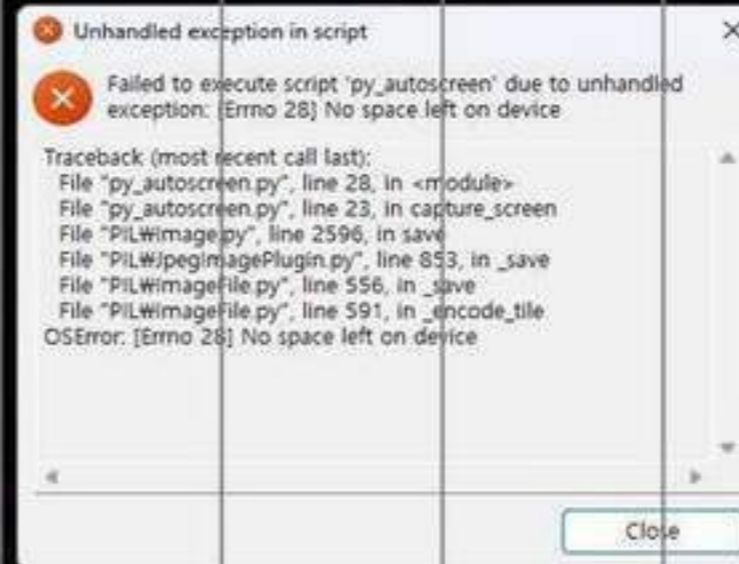 Unhandled exception in script
Failed to execute script 'py_autoscreen' due to unhandled
exception: [Errno 28] No space left on device
Traceback (most recent call last):
File "py_autoscreen.py", line 28, in <module>
File "py_autoscreen.py", line 23, in capture_screen
File "PIL₩Image.py", line 2596, in save
File "PIL₩JpegImagePlugin.py", line 853, in _save
File "PIL₩ImageFile.py", line 556, in _save
File "PIL₩ImageFile.py", line 591, in _encode_tile
OSError: [Errno 28] No space left on device
Close